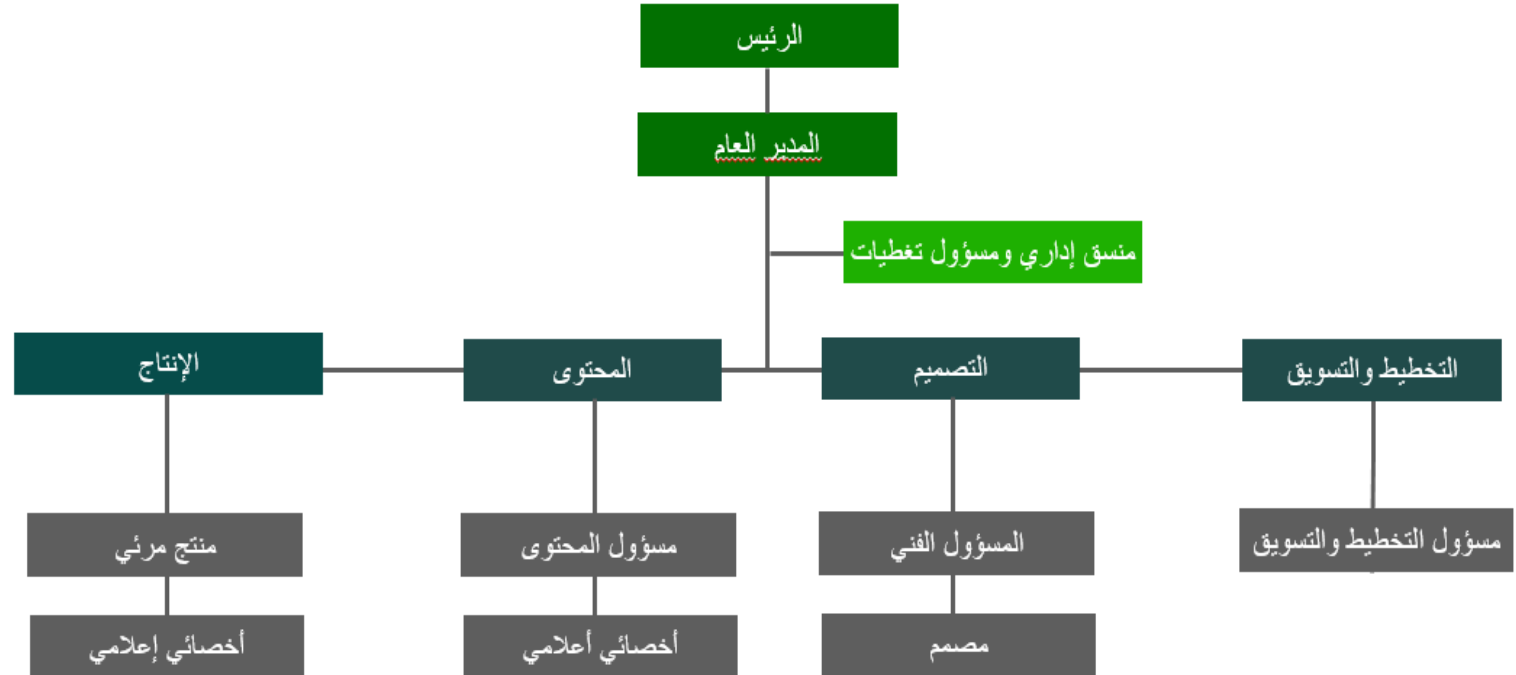 الرئيس
المدير العام
منسق إداري ومسؤول تغطيات
التخطيط والتسويق
التصميم
المحتوى
الإنتاج
مسؤول التخطيط والتسويق
المسؤول الفني
مسؤول المحتوى
منتج مرئي
مصمم
أخصائي أعلامي
أخصائي إعلامي